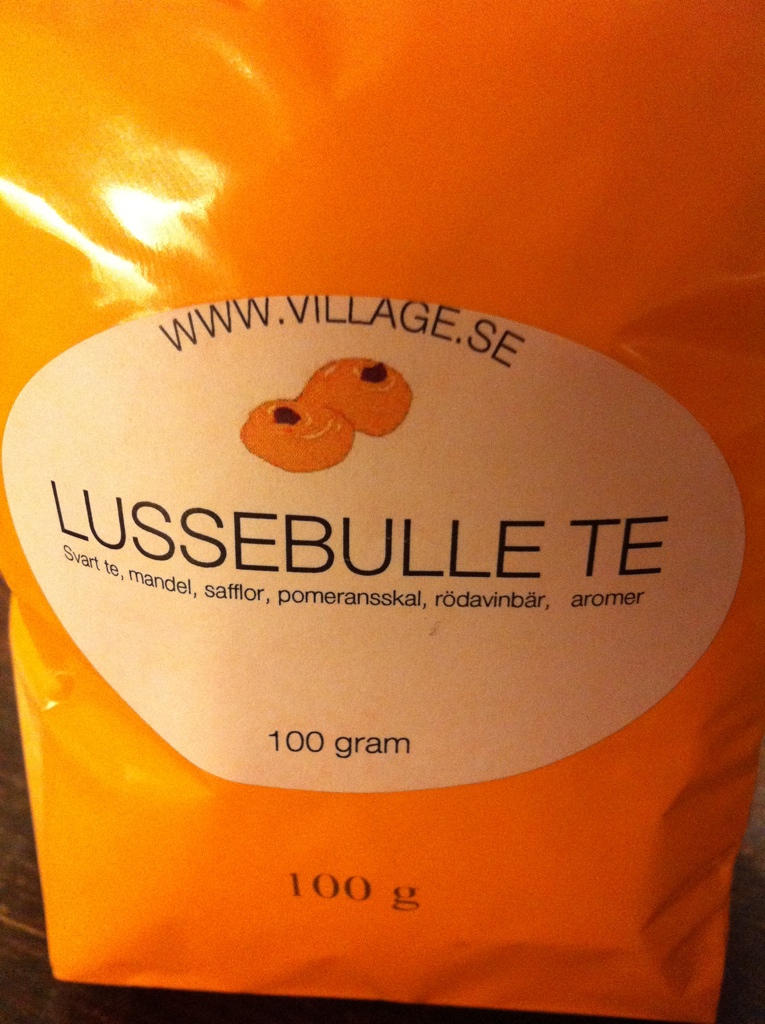 WWW.VILLAGE.SE
LUSSEBULLE TE
Svart te, mandel, safflor, pomeransskal, rödavinbär, aromer
100 gram
100 g